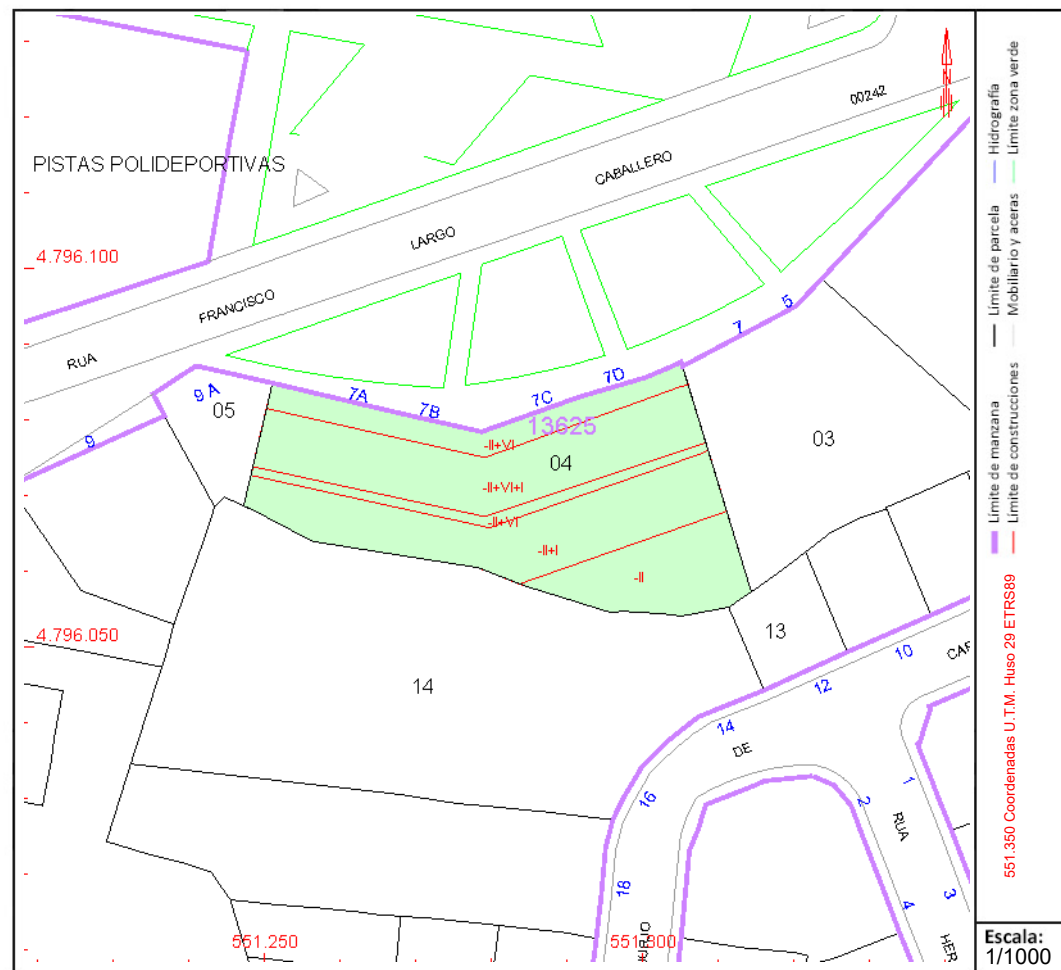 00242
PISTAS POLIDEPORTIVAS
CABALLERO
LARGO
4.796.100
FRANCISCO
RUA
5
7
7D
7C
7A
7B
9 A
05
9
13625
-II+VI
04
03
-II+VI+I
-II+VI
-II+I
-II
4.796.050
13
14
10
12
14
DE
16
1
2
RUA
18
4
3
HER
551.250
551.300
Hidrografía
Límite zona verde
Límite de parcela
Mobiliario y aceras
Límite de manzana
Límite de construcciones
551.350 Coordenadas U.T.M. Huso 29 ETRS89
Escala:
1/1000